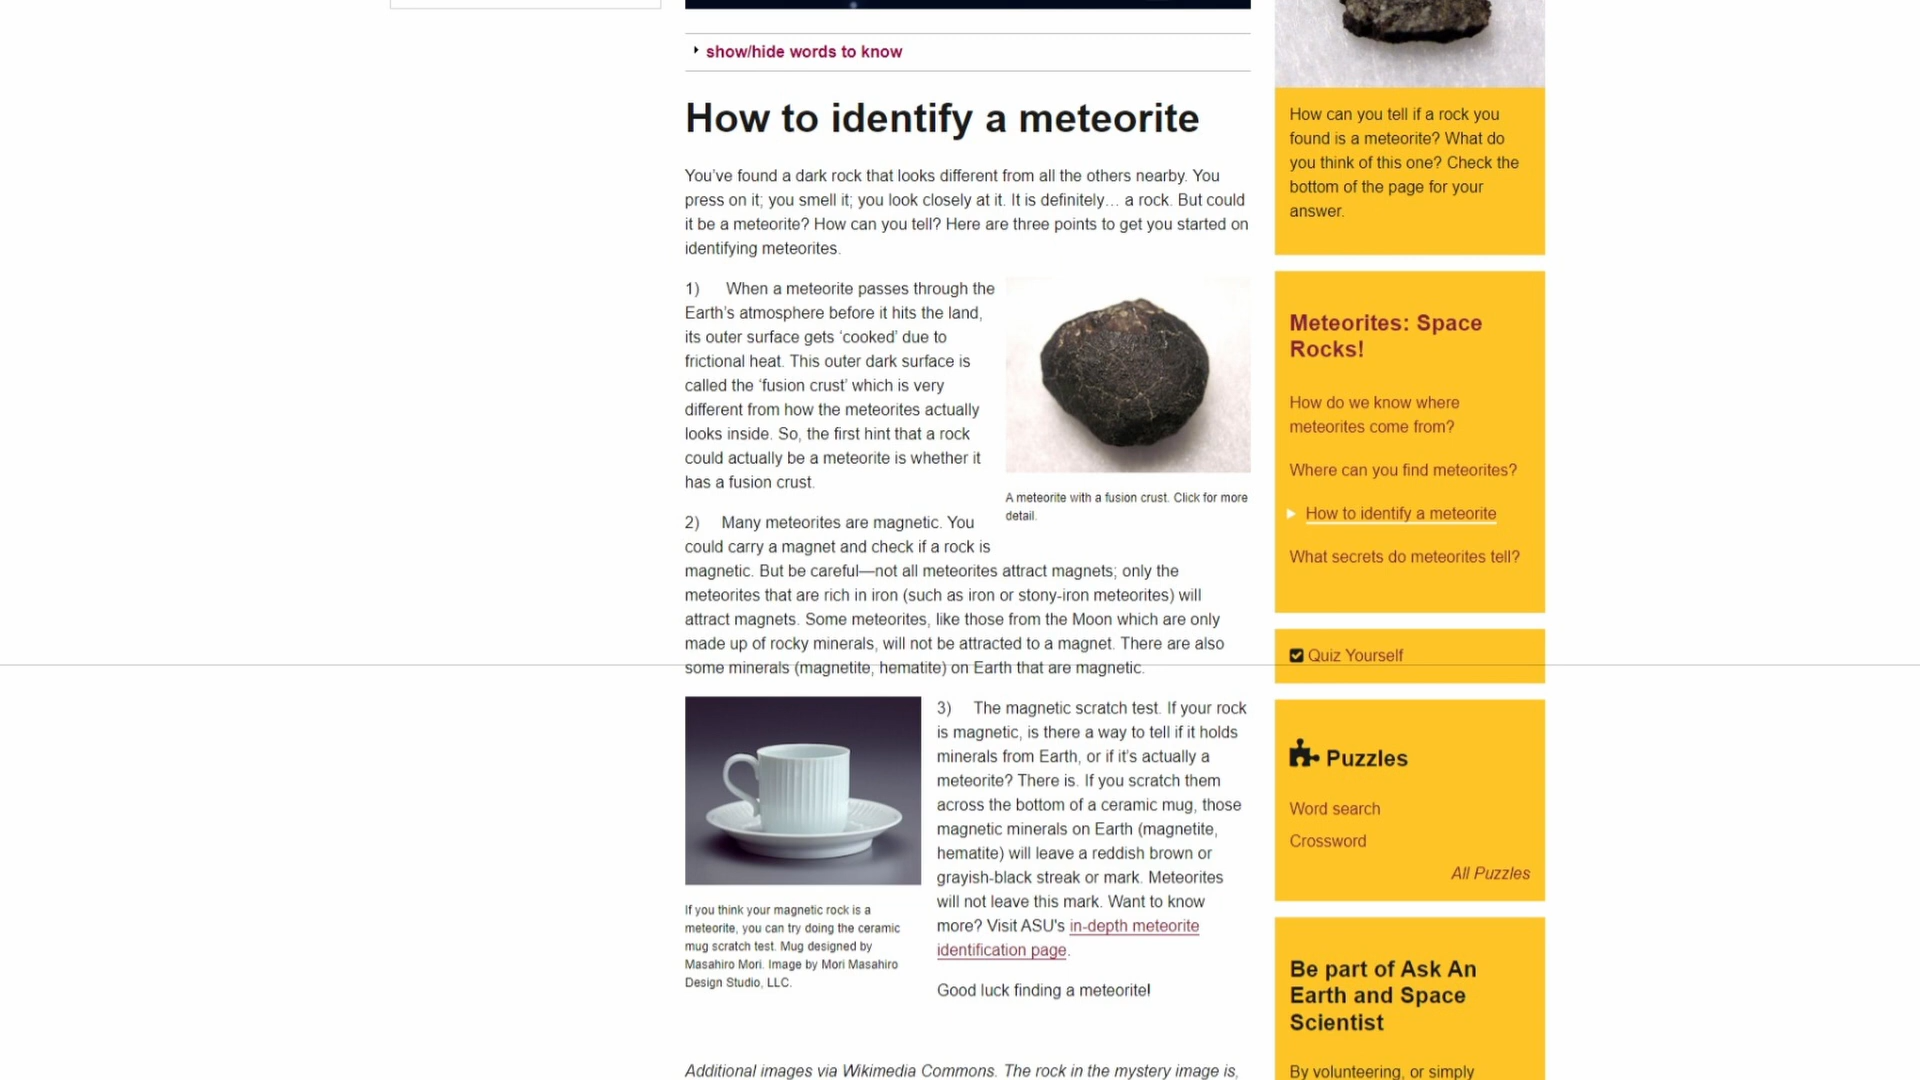 show/hide words to know
How to identify a meteorite
You’ve found a dark rock that looks different from all the others nearby. You
press on it; you smell it; you look closely at it. It is definitely… a rock. But could
it be a meteorite? How can you tell? Here are three points to get you started on
identifying meteorites.
1) When a meteorite passes through the
Earth’s atmosphere before it hits the land,
its outer surface gets ‘cooked’ due to
frictional heat. This outer dark surface is
called the ‘fusion crust’ which is very
different from how the meteorites actually
looks inside. So, the first hint that a rock
could actually be a meteorite is whether it
has a fusion crust.
A meteorite with a fusion crust. Click for more
detail.
2) Many meteorites are magnetic. You
could carry a magnet and check if a rock is
magnetic. But be careful—not all meteorites attract magnets; only the
meteorites that are rich in iron (such as iron or stony-iron meteorites) will
attract magnets. Some meteorites, like those from the Moon which are only
made up of rocky minerals, will not be attracted to a magnet. There are also
some minerals (magnetite, hematite) on Earth that are magnetic.
If you think your magnetic rock is a
meteorite, you can try doing the ceramic
mug scratch test. Mug designed by
Masahiro Mori. Image by Mori Masahiro
Design Studio, LLC.
3) The magnetic scratch test. If your rock
is magnetic, is there a way to tell if it holds
minerals from Earth, or if it’s actually a
meteorite? There is. If you scratch them
across the bottom of a ceramic mug, those
magnetic minerals on Earth (magnetite,
hematite) will leave a reddish brown or
grayish-black streak or mark. Meteorites
will not leave this mark. Want to know
more? Visit ASU's in-depth meteorite
identification page.
Good luck finding a meteorite!
Additional images via Wikimedia Commons. The rock in the mystery image is,
How can you tell if a rock you
found is a meteorite? What do
you think of this one? Check the
bottom of the page for your
answer.
Meteorites: Space
Rocks!
How do we know where
meteorites come from?
Where can you find meteorites?
How to identify a meteorite
What secrets do meteorites tell?
Quiz Yourself
Puzzles
Word search
Crossword
All Puzzles
Be part of Ask An
Earth and Space
Scientist
By volunteering, or simply